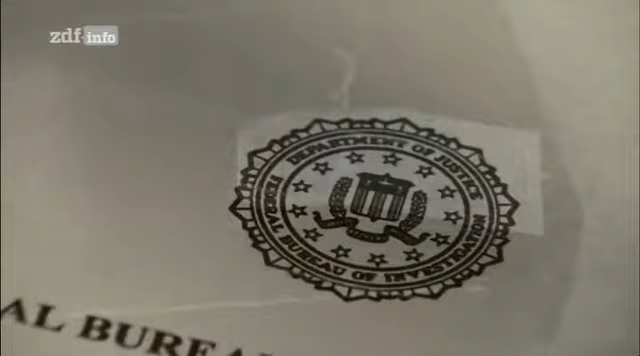 zdf info
DEPARTMENT OF JUSTICE
FEDERAL BUREAU OF INVESTIGATION
AL BUREA